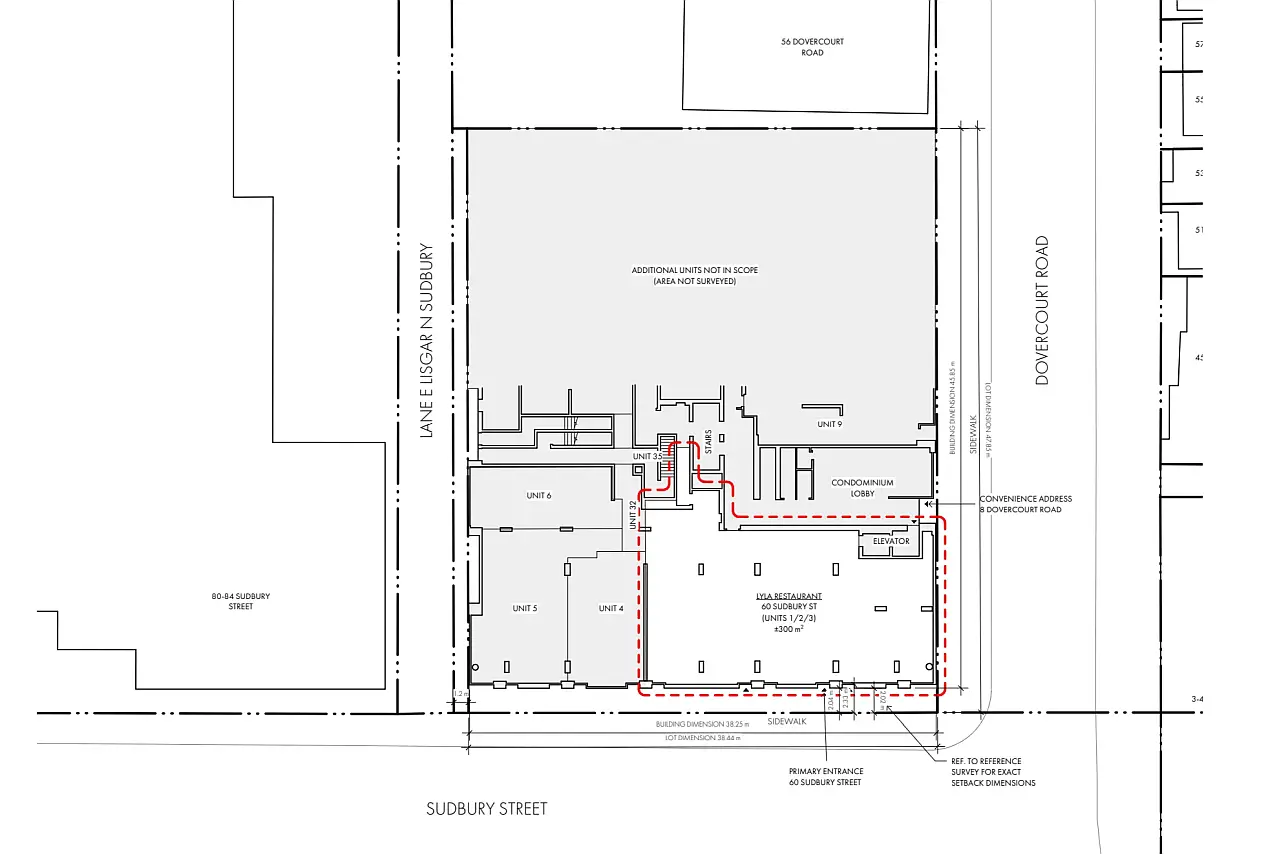 56 DOVERCOURT
ROAD
57
55
53
51
45
3-4
LANE E LISGAR N SUDBURY
DOVERCOURT ROAD
ADDITIONAL UNITS NOT IN SCOPE
(AREA NOT SURVEYED)
BUILDING DIMENSION 45.85 m
SIDEWALK
LOT DIMENSION 47.85 m
UNIT 9
STAIRS
UNIT 35
UNIT 6
UNIT 32
CONDOMINIUM
LOBBY
CONVENIENCE ADDRESS
8 DOVERCOURT ROAD
ELEVATOR
80-84 SUDBURY
STREET
UNIT 5
UNIT 4
LYLA RESTAURANT
60 SUDBURY ST
(UNITS 1/2/3)
±300 m²
1.2 m
2.04 m
2.33 m
2.02 m
BUILDING DIMENSION 38.25 m
SIDEWALK
LOT DIMENSION 38.44 m
PRIMARY ENTRANCE
60 SUDBURY STREET
REF. TO REFERENCE
SURVEY FOR EXACT
SETBACK DIMENSIONS
SUDBURY STREET